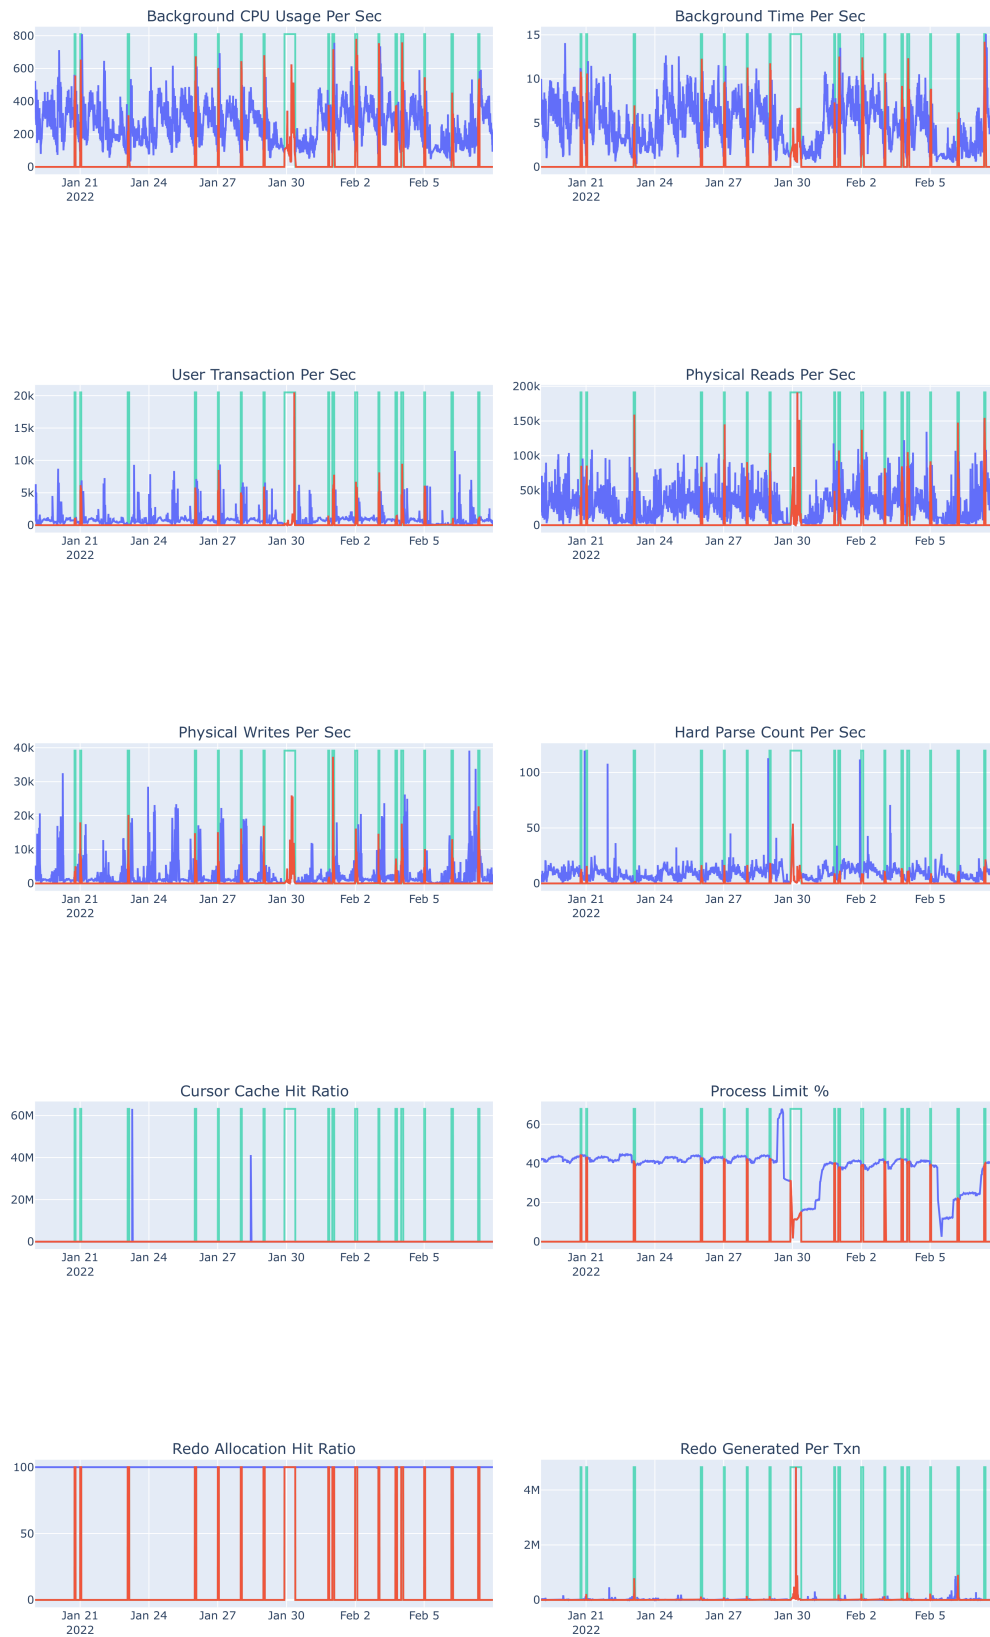 Background CPU Usage Per Sec
800
600
400
200
0
Jan 21
2022
Jan 24
Jan 27
Jan 30
Feb 2
Feb 5
Background Time Per Sec
15
10
5
0
Jan 21
2022
Jan 24
Jan 27
Jan 30
Feb 2
Feb 5
User Transaction Per Sec
20k
15k
10k
5k
0
Jan 21
2022
Jan 24
Jan 27
Jan 30
Feb 2
Feb 5
Physical Reads Per Sec
200k
150k
100k
50k
0
Jan 21
2022
Jan 24
Jan 27
Jan 30
Feb 2
Feb 5
Physical Writes Per Sec
40k
30k
20k
10k
0
Jan 21
2022
Jan 24
Jan 27
Jan 30
Feb 2
Feb 5
Hard Parse Count Per Sec
100
50
0
Jan 21
2022
Jan 24
Jan 27
Jan 30
Feb 2
Feb 5
Cursor Cache Hit Ratio
60M
40M
20M
0
Jan 21
2022
Jan 24
Jan 27
Jan 30
Feb 2
Feb 5
Process Limit %
60
40
20
0
Jan 21
2022
Jan 24
Jan 27
Jan 30
Feb 2
Feb 5
Redo Allocation Hit Ratio
100
50
0
Jan 21
2022
Jan 24
Jan 27
Jan 30
Feb 2
Feb 5
Redo Generated Per Txn
4M
2M
0
Jan 21
2022
Jan 24
Jan 27
Jan 30
Feb 2
Feb 5